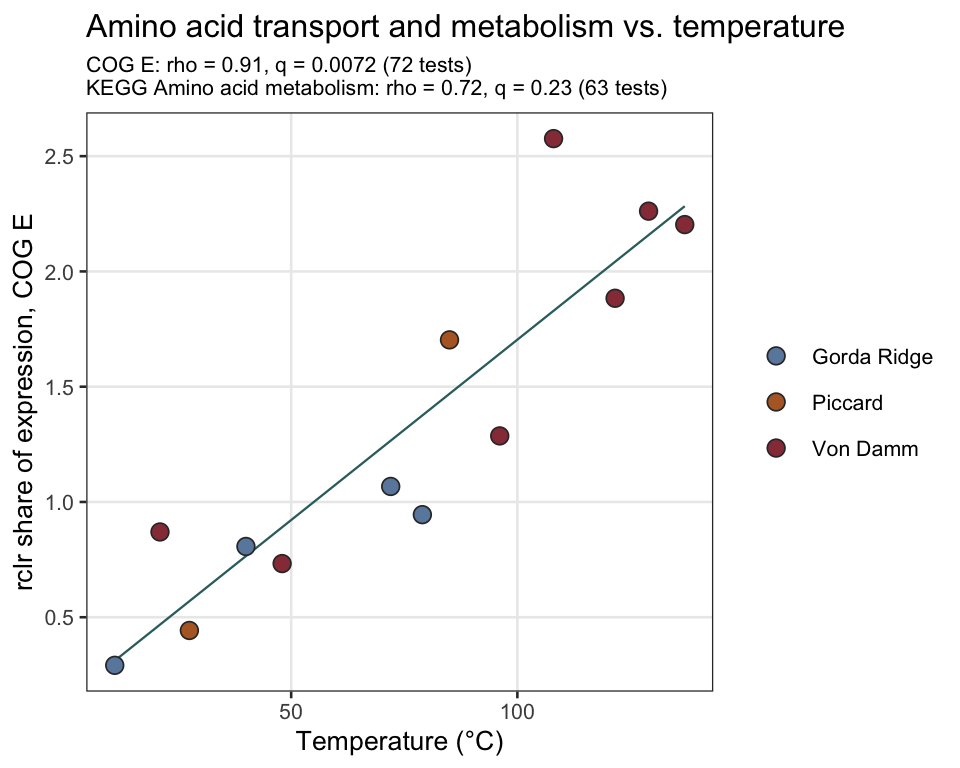 Amino acid transport and metabolism vs. temperature
COG E: rho = 0.91, q = 0.0072 (72 tests)
KEGG Amino acid metabolism: rho = 0.72, q = 0.23 (63 tests)
rclr share of expression, COG E
2.5
2.0
1.5
1.0
0.5
50
100
Temperature (°C)
Gorda Ridge
Piccard
Von Damm